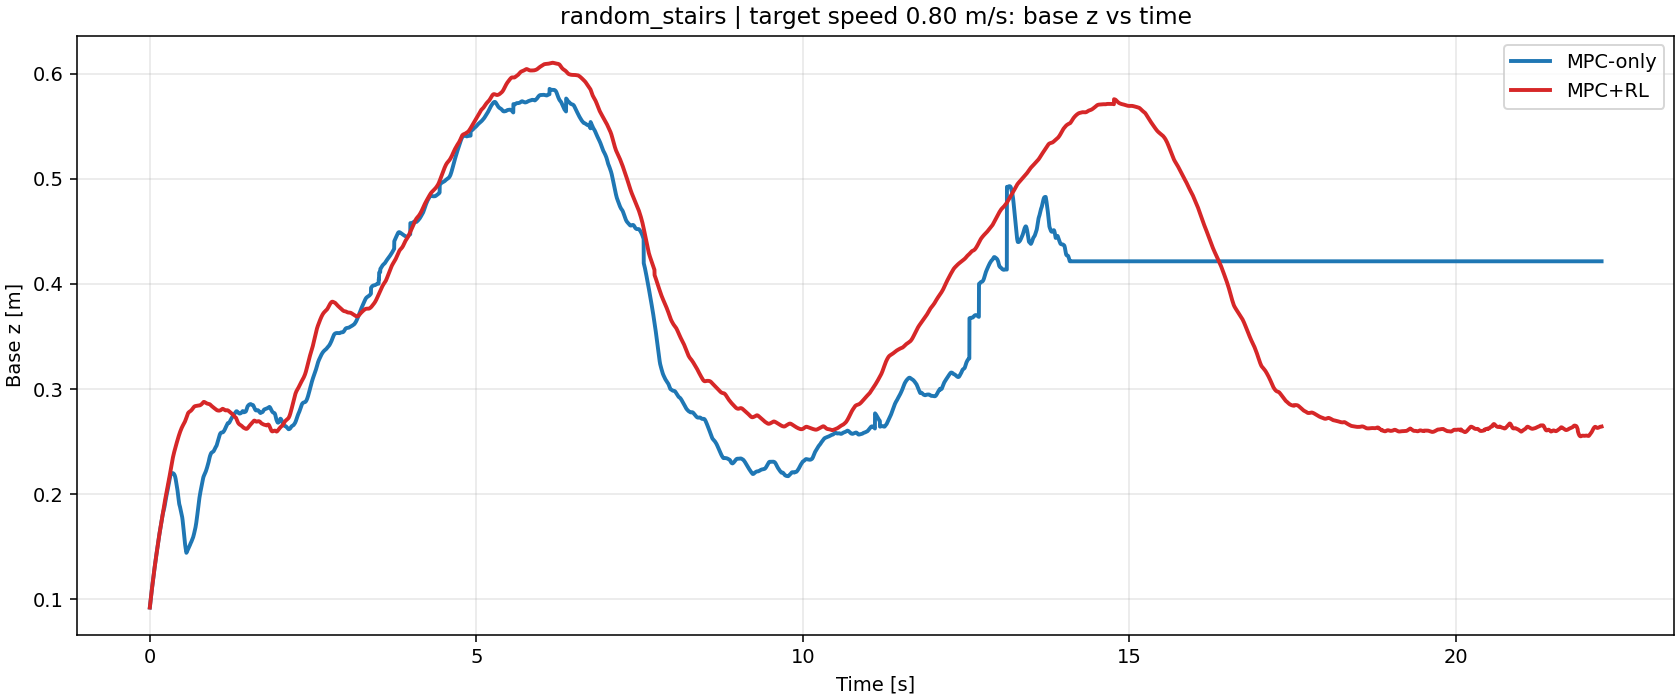 random_stairs | target speed 0.80 m/s: base z vs time
MPC-only
MPC+RL
Base z [m]
0.6
0.5
0.4
0.3
0.2
0.1
0
5
10
15
20
Time [s]